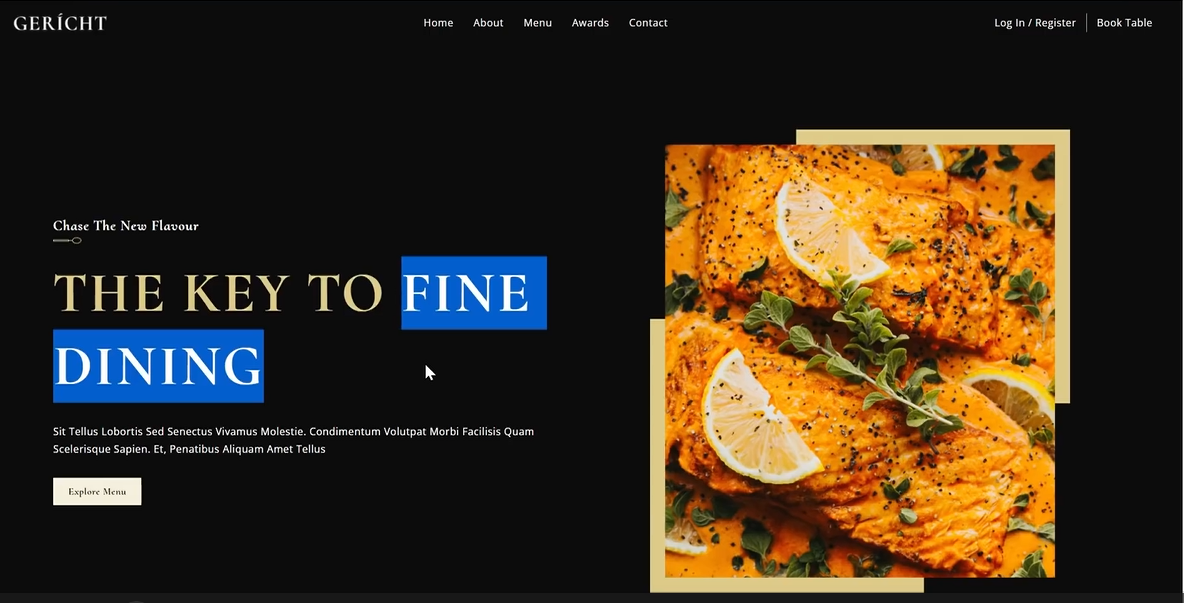 GERÍCHT
Home About Menu Awards Contact
Log In / Register Book Table
Chase The New Flavour
THE KEY TO FINE
DINING
Sit Tellus Lobortis Sed Senectus Vivamus Molestie. Condimentum Volutpat Morbi Facilisis Quam
Scelerisque Sapien. Et, Penatibus Aliquam Amet Tellus
Explore Menu